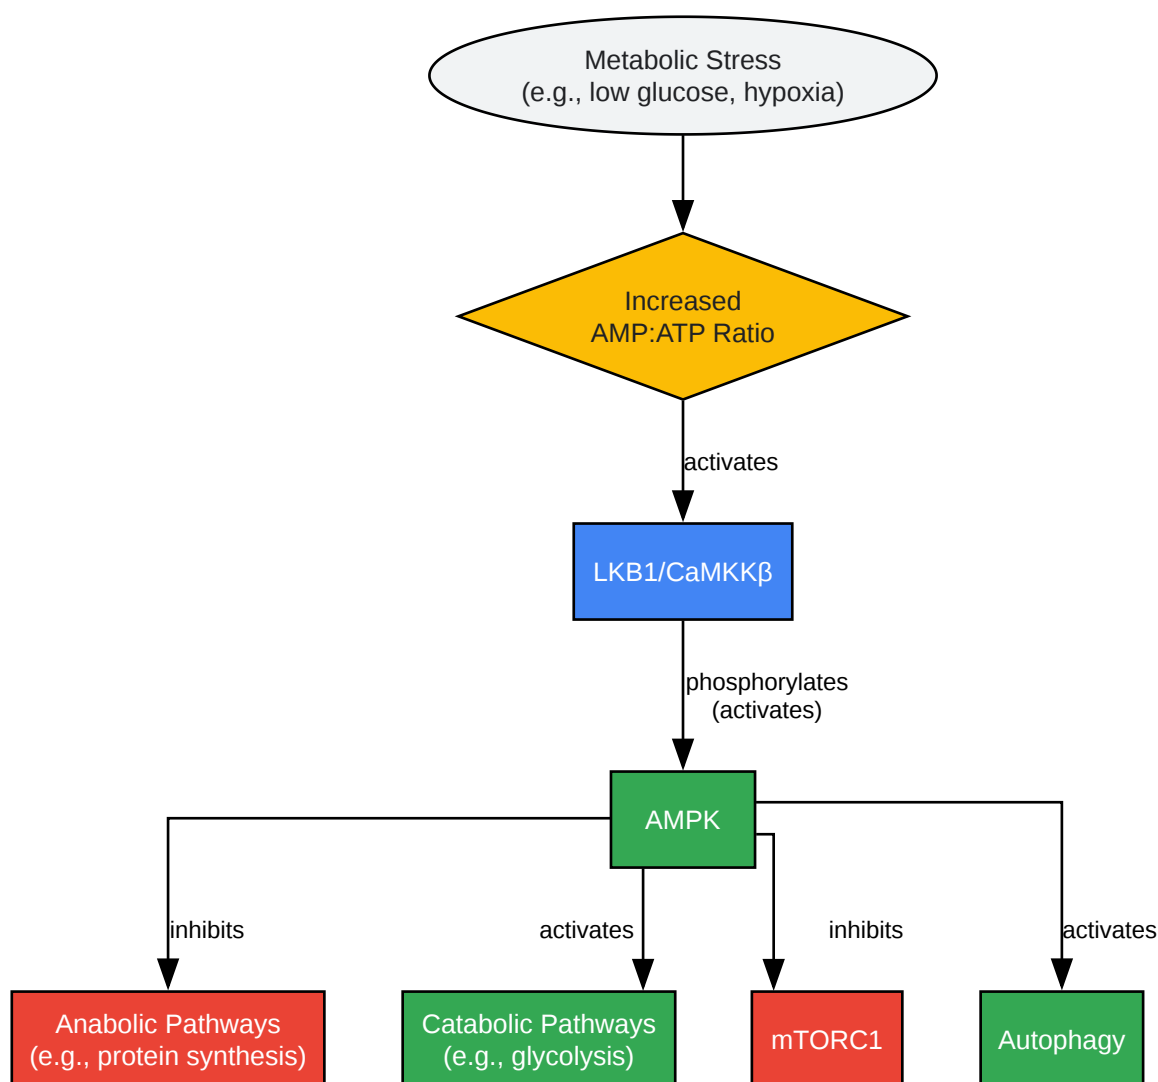 Metabolic Stress
(e.g., low glucose, hypoxia)
Increased
AMP:ATP Ratio
activates
LKB1/CaMKKβ
phosphorylates
(activates)
AMPK
inhibits
activates
inhibits
activates
Anabolic Pathways
(e.g., protein synthesis)
Catabolic Pathways
(e.g., glycolysis)
mTORC1
Autophagy